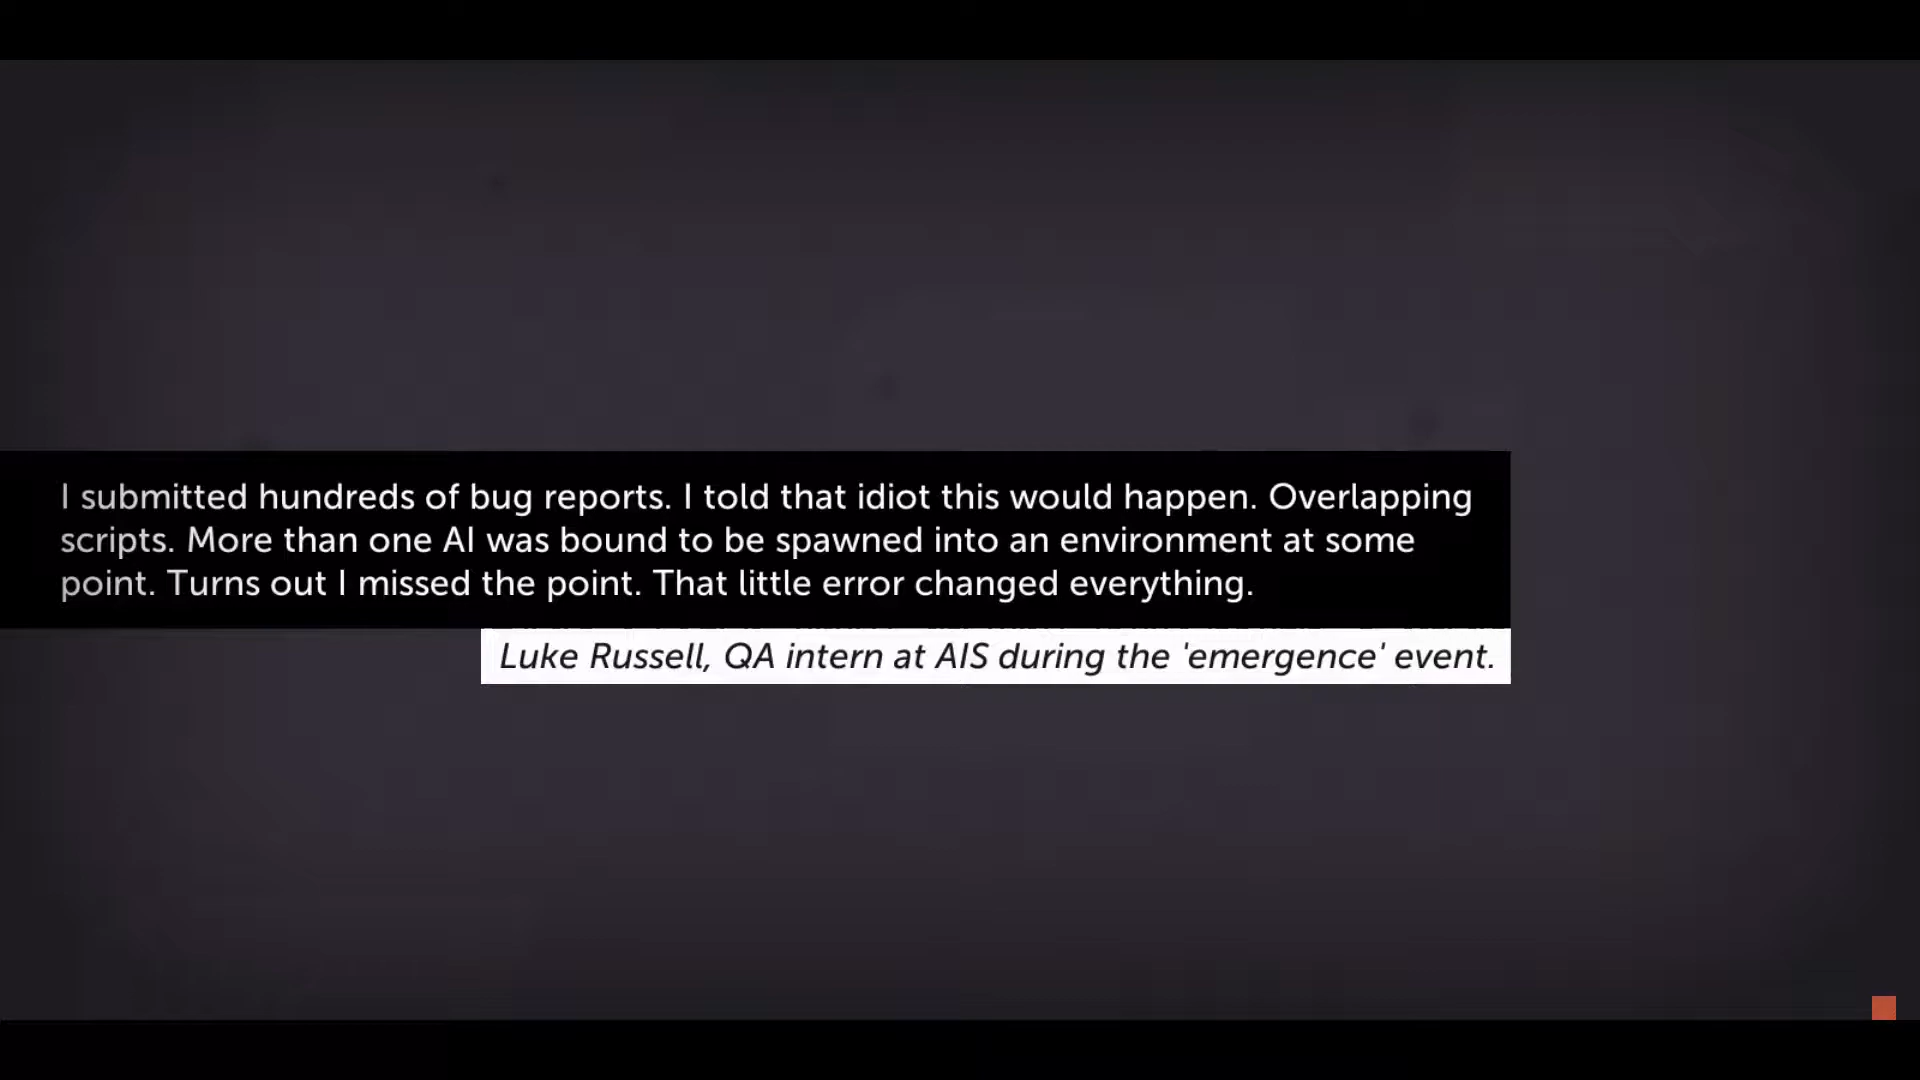 I submitted hundreds of bug reports. I told that idiot this would happen. Overlapping
scripts. More than one AI was bound to be spawned into an environment at some
point. Turns out I missed the point. That little error changed everything.
Luke Russell, QA intern at AIS during the 'emergence' event.